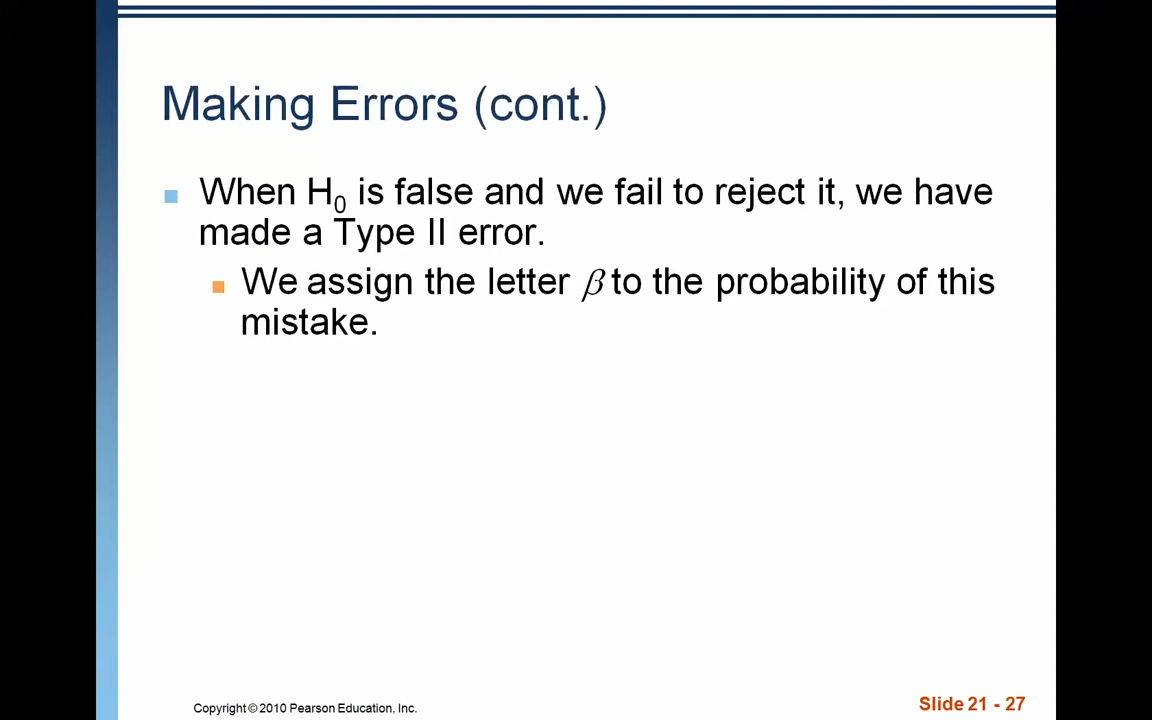 Making Errors (cont.)
When H₀ is false and we fail to reject it, we have
made a Type II error.
We assign the letter β to the probability of this
mistake.
Copyright © 2010 Pearson Education, Inc.
Slide 21 - 27